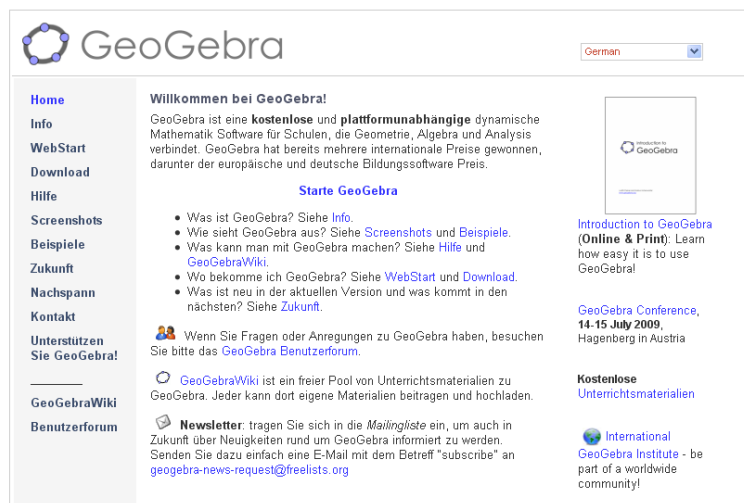 GeoGebra
German
Home
Info
WebStart
Download
Hilfe
Screenshots
Beispiele
Zukunft
Nachspann
Kontakt
Unterstützen
Sie GeoGebra!
GeoGebraWiki
Benutzerforum
Willkommen bei GeoGebra!
GeoGebra ist eine kostenlose und plattformunabhängige dynamische
Mathematik Software für Schulen, die Geometrie, Algebra und Analysis
verbindet. GeoGebra hat bereits mehrere internationale Preise gewonnen,
darunter der europäische und deutsche Bildungssoftware Preis.
Starte GeoGebra
• Was ist GeoGebra? Siehe Info.
• Wie sieht GeoGebra aus? Siehe Screenshots und Beispiele.
• Was kann man mit GeoGebra machen? Siehe Hilfe und
GeoGebraWiki.
• Wo bekomme ich GeoGebra? Siehe WebStart und Download.
• Was ist neu in der aktuellen Version und was kommt in den
nächsten? Siehe Zukunft.
Wenn Sie Fragen oder Anregungen zu GeoGebra haben, besuchen
Sie bitte das GeoGebra Benutzerforum.
GeoGebraWiki ist ein freier Pool von Unterrichtsmaterialien zu
GeoGebra. Jeder kann dort eigene Materialien beitragen und hochladen.
Newsletter: tragen Sie sich in die Mailingliste ein, um auch in
Zukunft über Neuigkeiten rund um GeoGebra informiert zu werden.
Senden Sie dazu einfach eine E-Mail mit dem Betreff "subscribe" an
geogebra-news-request@freelists.org
Introduction to
GeoGebra
Introduction to GeoGebra
(Online & Print): Learn
how easy it is to use
GeoGebra!
GeoGebra Conference,
14-15 July 2009,
Hagenberg in Austria
Kostenlose
Unterrichtsmaterialien
International
GeoGebra Institute - be
part of a worldwide
community!